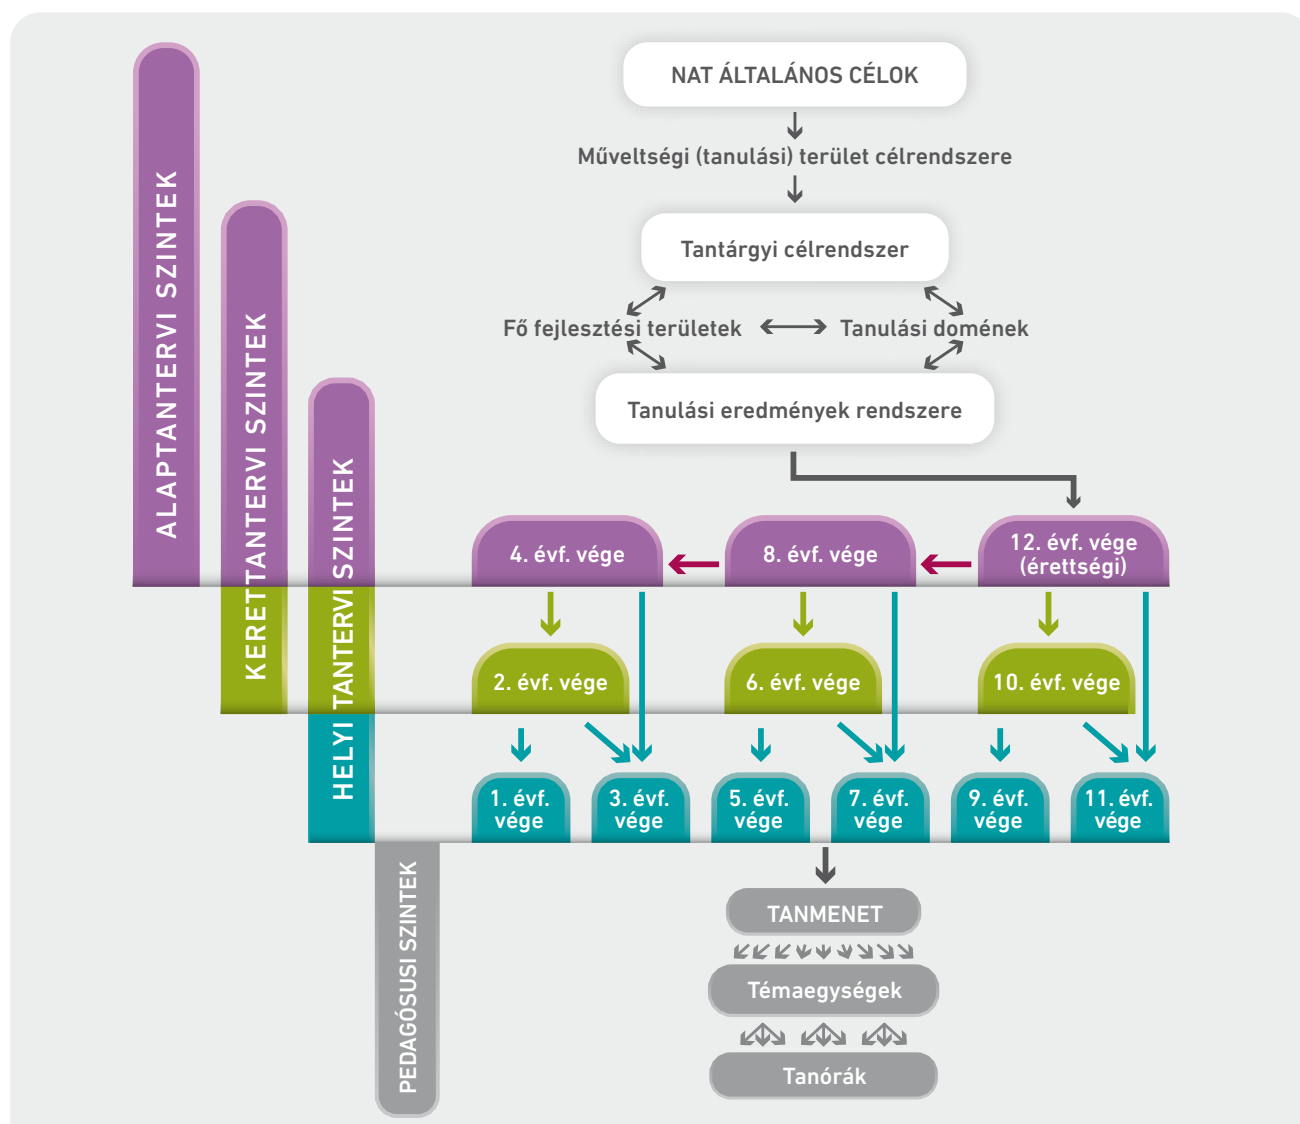 NAT ÁLTALÁNOS CÉLOK
Műveltségi (tanulási) terület célrendszere
Tantárgyi célrendszer
Fő fejlesztési területek
Tanulási domének
Tanulási eredmények rendszere
ALAPTANTERVI SZINTEK
KERETTANTERVI SZINTEK
HELYI TANTERVI SZINTEK
PEDAGÓSUSI SZINTEK
4. évf. vége
8. évf. vége
12. évf. vége
(érettségi)
2. évf. vége
6. évf. vége
10. évf. vége
1. évf.
vége
3. évf.
vége
5. évf.
vége
7. évf.
vége
9. évf.
vége
11. évf.
vége
TANMENET
Témaegységek
Tanórák